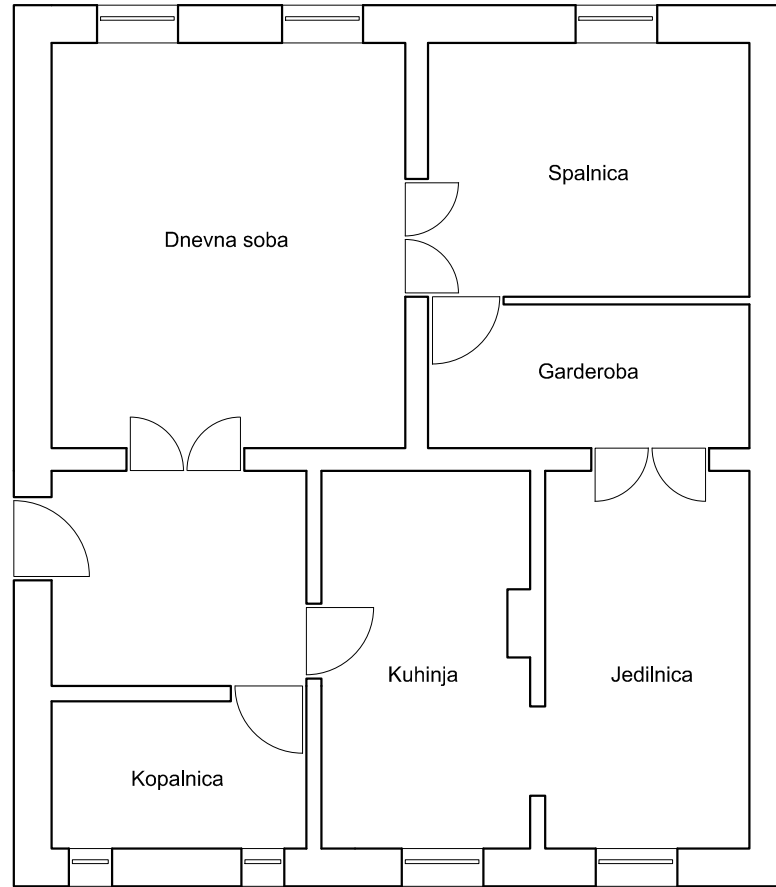 Spalnica
Dnevna soba
Garderoba
Kuhinja
Jedilnica
Kopalnica